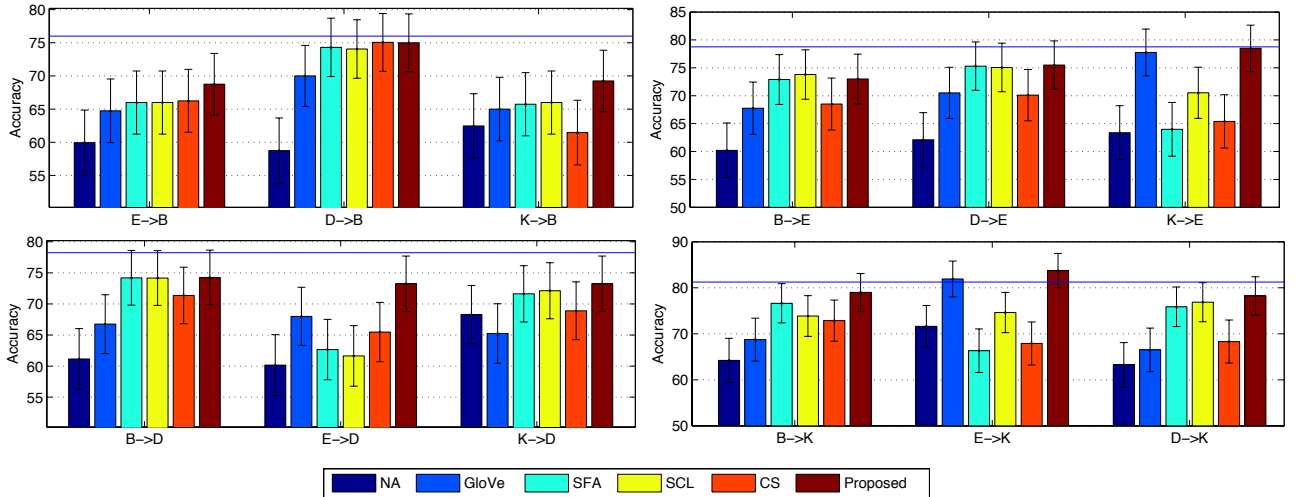 80
75
70
65
60
55
Accuracy
E->B
D->B
K->B
85
80
75
70
65
60
55
50
Accuracy
B->E
D->E
K->E
80
75
70
65
60
55
Accuracy
B->D
E->D
K->D
90
80
70
60
50
Accuracy
B->K
E->K
D->K
NA GloVe SFA SCL CS Proposed